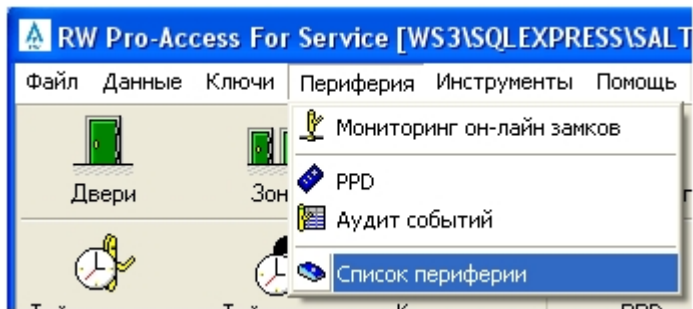 RW Pro-Access For Service [WS3\SQLEXPRESS\SALT
Файл Данные Ключи Периферия Инструменты Помощь
Мониторинг он-лайн замков
PPD
Двери Зон
Аудит событий
Список периферии